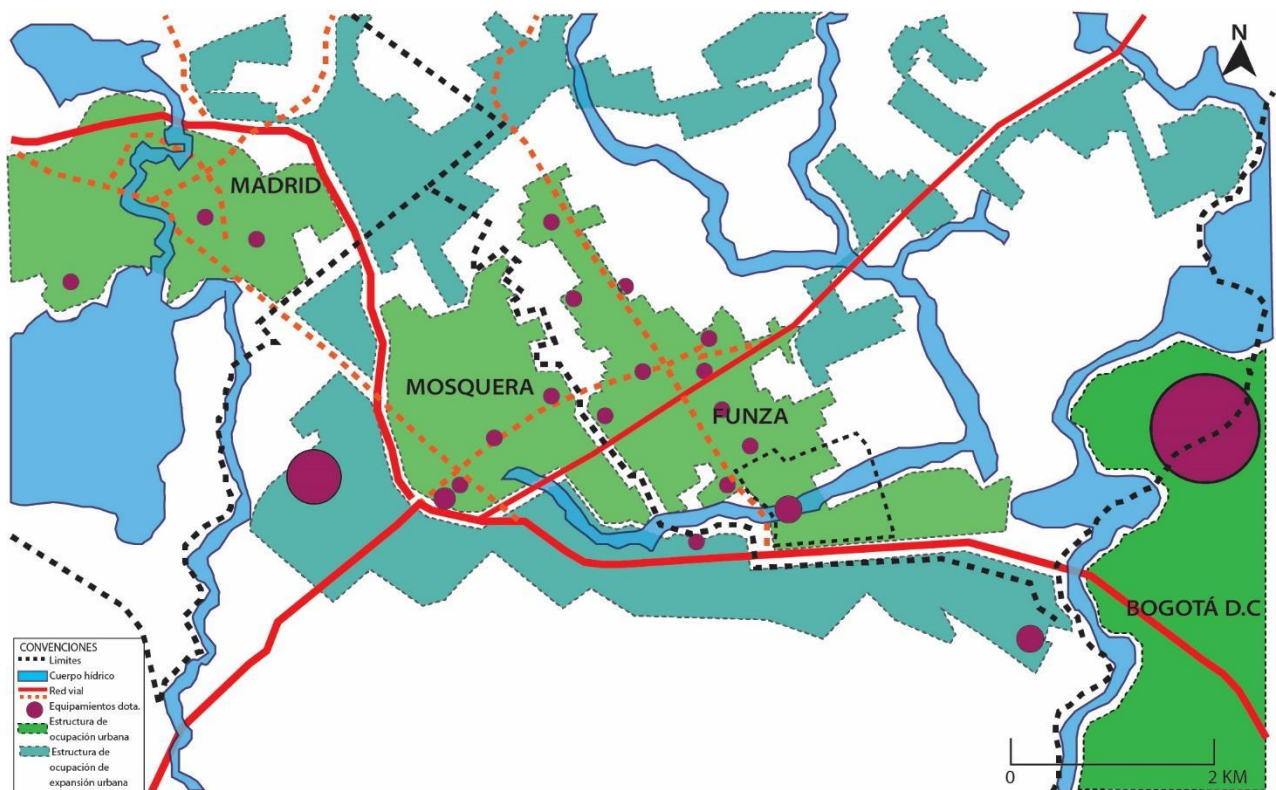 N
MADRID
MOSQUERA
FUNZA
BOGOTÁ D.C
CONVENCIONES
Limites
Cuerpo hídrico
Red vial
Equipamientos dota.
Estructura de
ocupación urbana
Estructura de
ocupación de
expansión urbana
0
2 KM